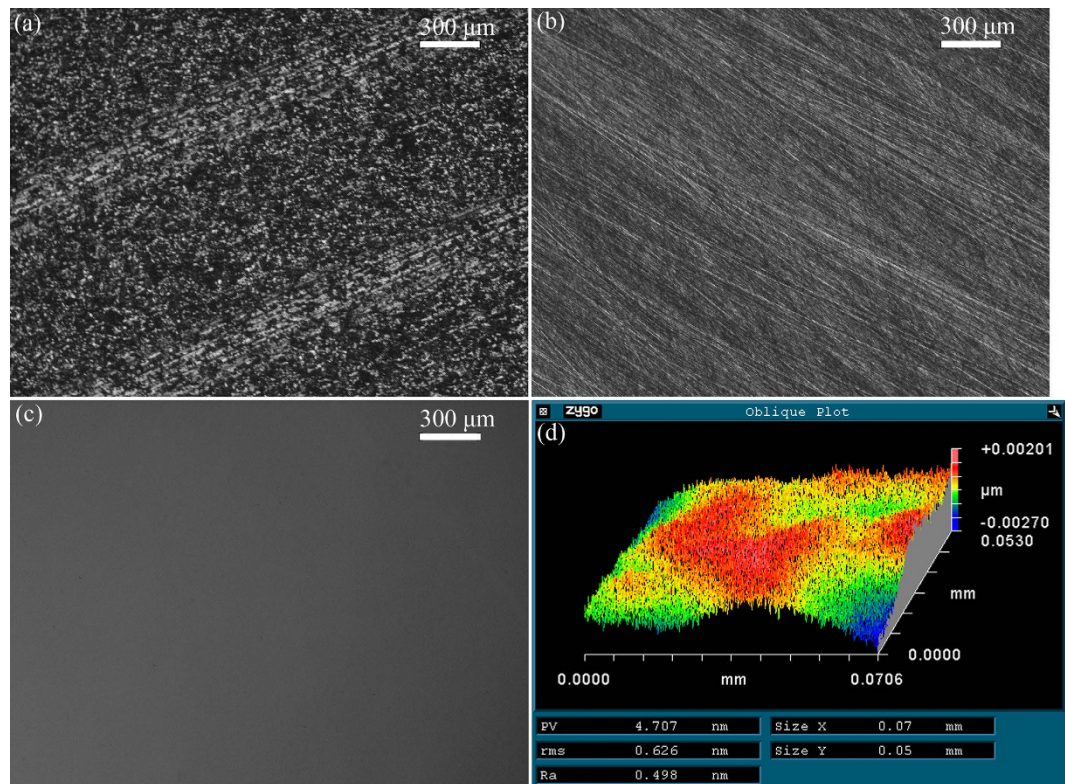 (a)
300 μm
(b)
300 μm
(c)
300 μm
zygo Oblique Plot
(d)
+0.00201
μm
-0.00270
0.0530
mm
0.0000
0.0000 mm 0.0706
PV 4.707 nm Size X 0.07 mm
rms 0.626 nm Size Y 0.05 mm
Ra 0.498 nm